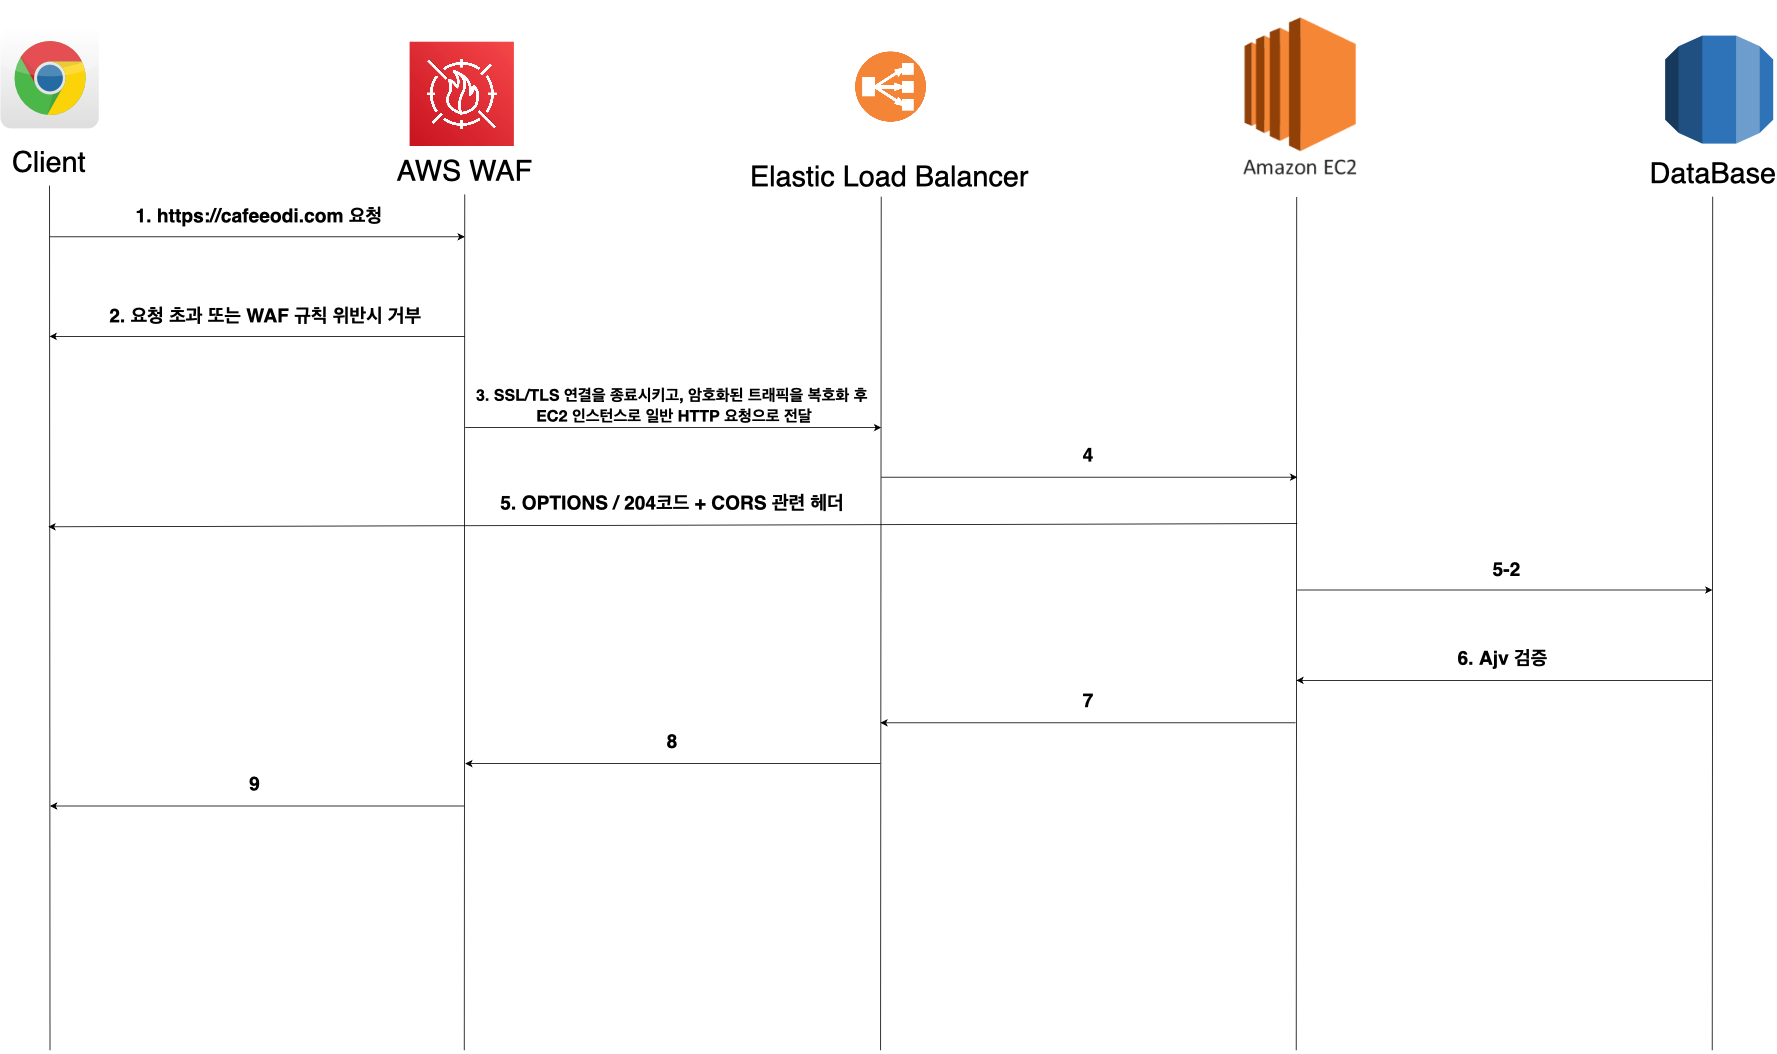 Client
AWS WAF
Elastic Load Balancer
Amazon EC2
DataBase
1. https://cafeeodi.com 요청
2. 요청 초과 또는 WAF 규칙 위반시 거부
3. SSL/TLS 연결을 종료시키고, 암호화된 트래픽을 복호화 후
EC2 인스턴스로 일반 HTTP 요청으로 전달
4
5. OPTIONS / 204코드 + CORS 관련 헤더
5-2
6. Ajv 검증
7
8
9